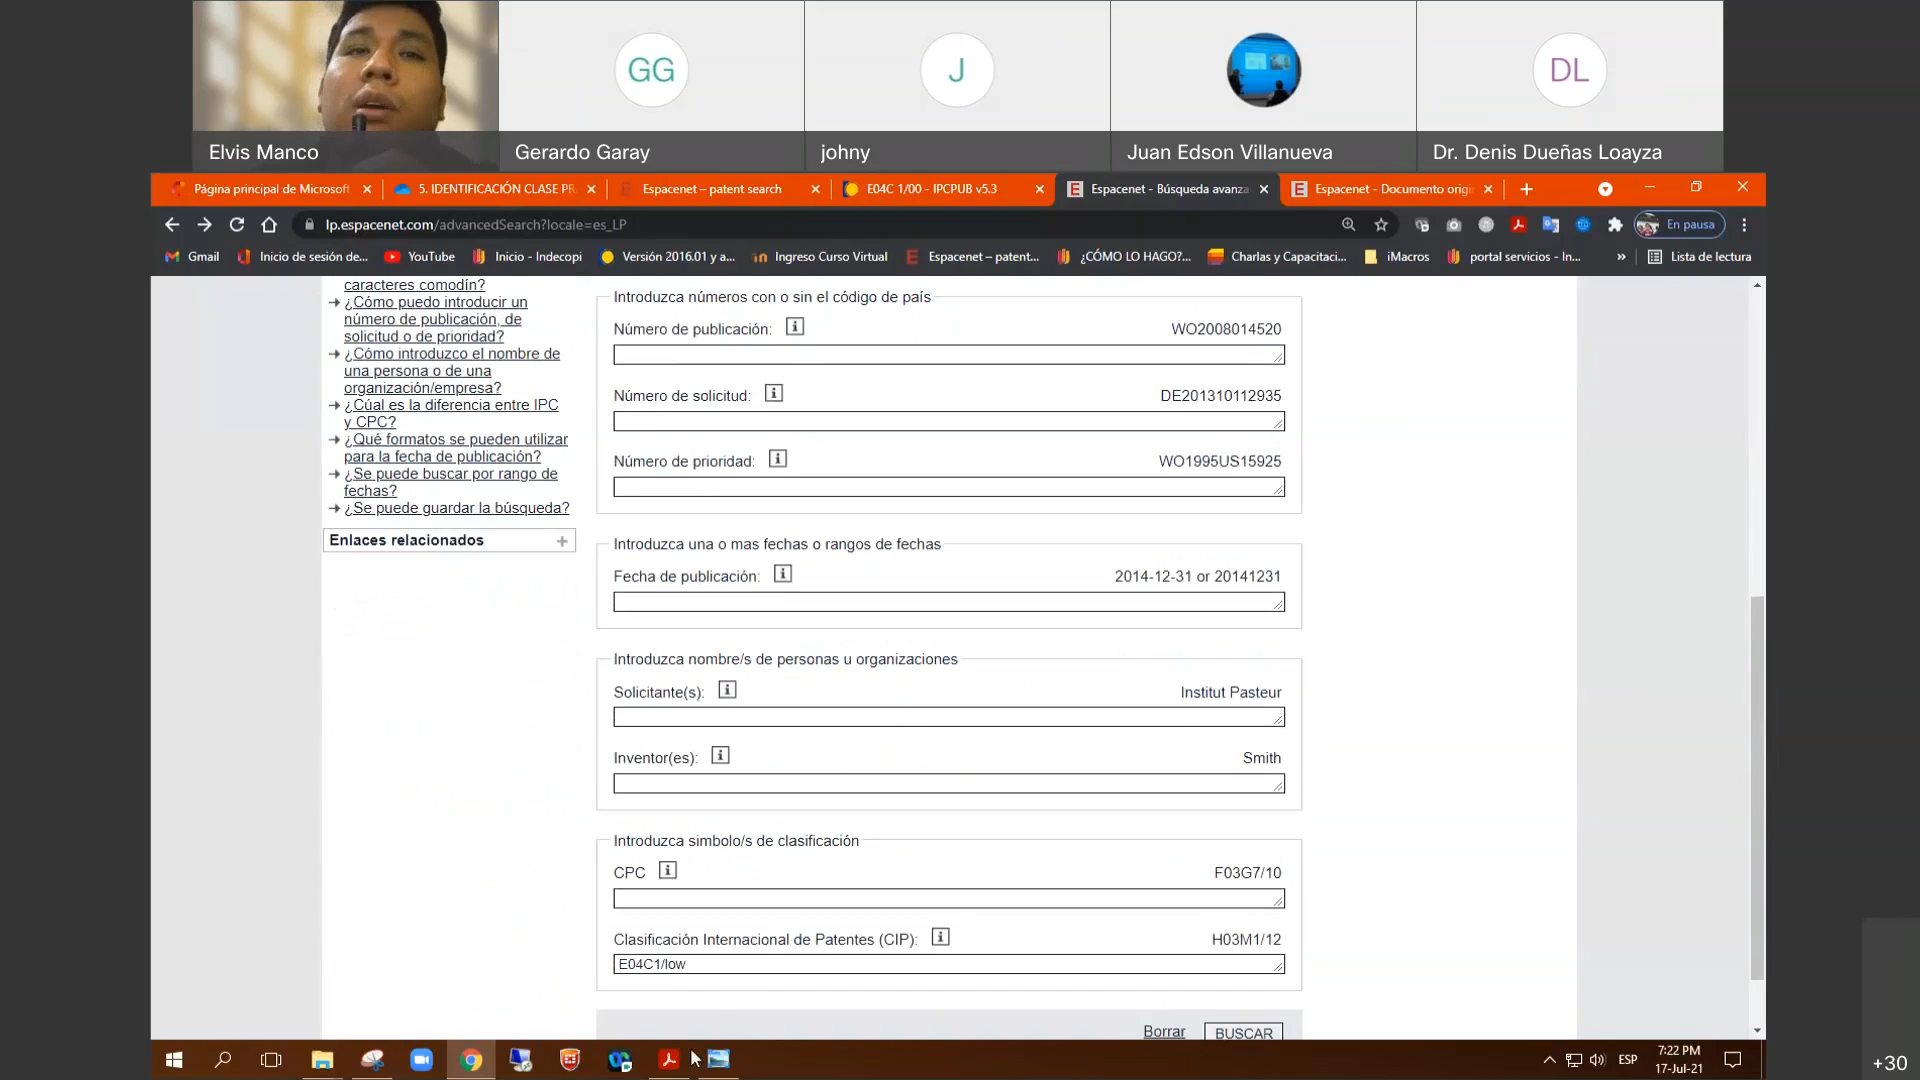 GG
J
DL
Elvis Manco
Gerardo Garay
johny
Juan Edson Villanueva
Dr. Denis Dueñas Loayza
Página principal de Microsoft
5. IDENTIFICACIÓN CLASE PR
Espacenet – patent search
E04C 1/00 - IPCPUB v5.3
Espacenet - Búsqueda avanza
Espacenet - Documento origi
lp.espacenet.com/advancedSearch?locale=es_LP
En pausa
Gmail
Inicio de sesión de...
YouTube
Inicio - Indecopi
Versión 2016.01 y a...
Ingreso Curso Virtual
Espacenet – patent...
¿CÓMO LO HAGO?...
Charlas y Capacitaci...
iMacros
portal servicios - In...
»
Lista de lectura
caracteres comodín?
¿Cómo puedo introducir un
número de publicación, de
solicitud o de prioridad?
¿Cómo introduzco el nombre de
una persona o de una
organización/empresa?
¿Cúal es la diferencia entre IPC
y CPC?
¿Qué formatos se pueden utilizar
para la fecha de publicación?
¿Se puede buscar por rango de
fechas?
¿Se puede guardar la búsqueda?
Enlaces relacionados
Introduzca números con o sin el código de país
Número de publicación: WO2008014520
Número de solicitud: DE201310112935
Número de prioridad: WO1995US15925
Introduzca una o mas fechas o rangos de fechas
Fecha de publicación: 2014-12-31 or 20141231
Introduzca nombre/s de personas u organizaciones
Solicitante(s): Institut Pasteur
Inventor(es): Smith
Introduzca simbolo/s de clasificación
CPC F03G7/10
Clasificación Internacional de Patentes (CIP): H03M1/12
E04C1/low
Borrar BUSCAR
ESP
7:22 PM
17-Jul-21
+30